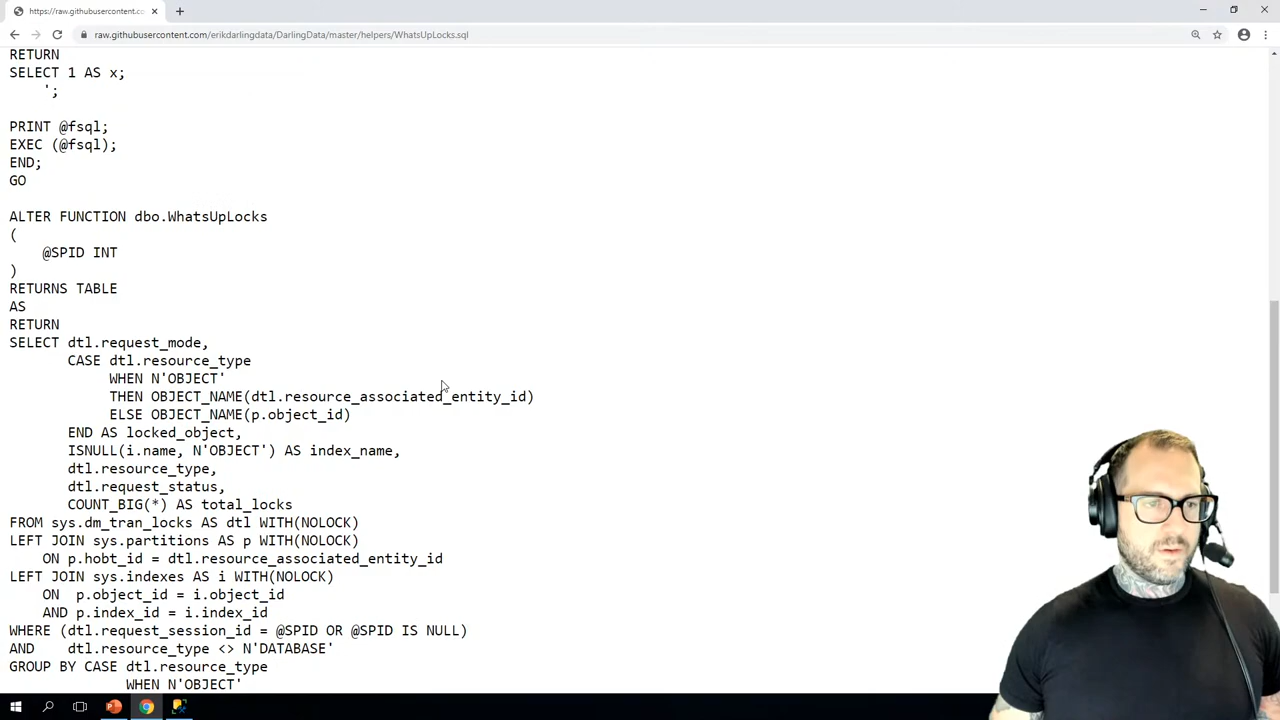 https://raw.githubusercontent.co
raw.githubusercontent.com/erikdarlingdata/DarlingData/master/helpers/WhatsUpLocks.sql
RETURN
SELECT 1 AS x;
';
PRINT @fsql;
EXEC (@fsql);
END;
GO
ALTER FUNCTION dbo.WhatsUpLocks
(
@SPID INT
)
RETURNS TABLE
AS
RETURN
SELECT dtl.request_mode,
CASE dtl.resource_type
WHEN N'OBJECT'
THEN OBJECT_NAME(dtl.resource_associated_entity_id)
ELSE OBJECT_NAME(p.object_id)
END AS locked_object,
ISNULL(i.name, N'OBJECT') AS index_name,
dtl.resource_type,
dtl.request_status,
COUNT_BIG(*) AS total_locks
FROM sys.dm_tran_locks AS dtl WITH(NOLOCK)
LEFT JOIN sys.partitions AS p WITH(NOLOCK)
ON p.hobt_id = dtl.resource_associated_entity_id
LEFT JOIN sys.indexes AS i WITH(NOLOCK)
ON p.object_id = i.object_id
AND p.index_id = i.index_id
WHERE (dtl.request_session_id = @SPID OR @SPID IS NULL)
AND dtl.resource_type <> N'DATABASE'
GROUP BY CASE dtl.resource_type
WHEN N'OBJECT'